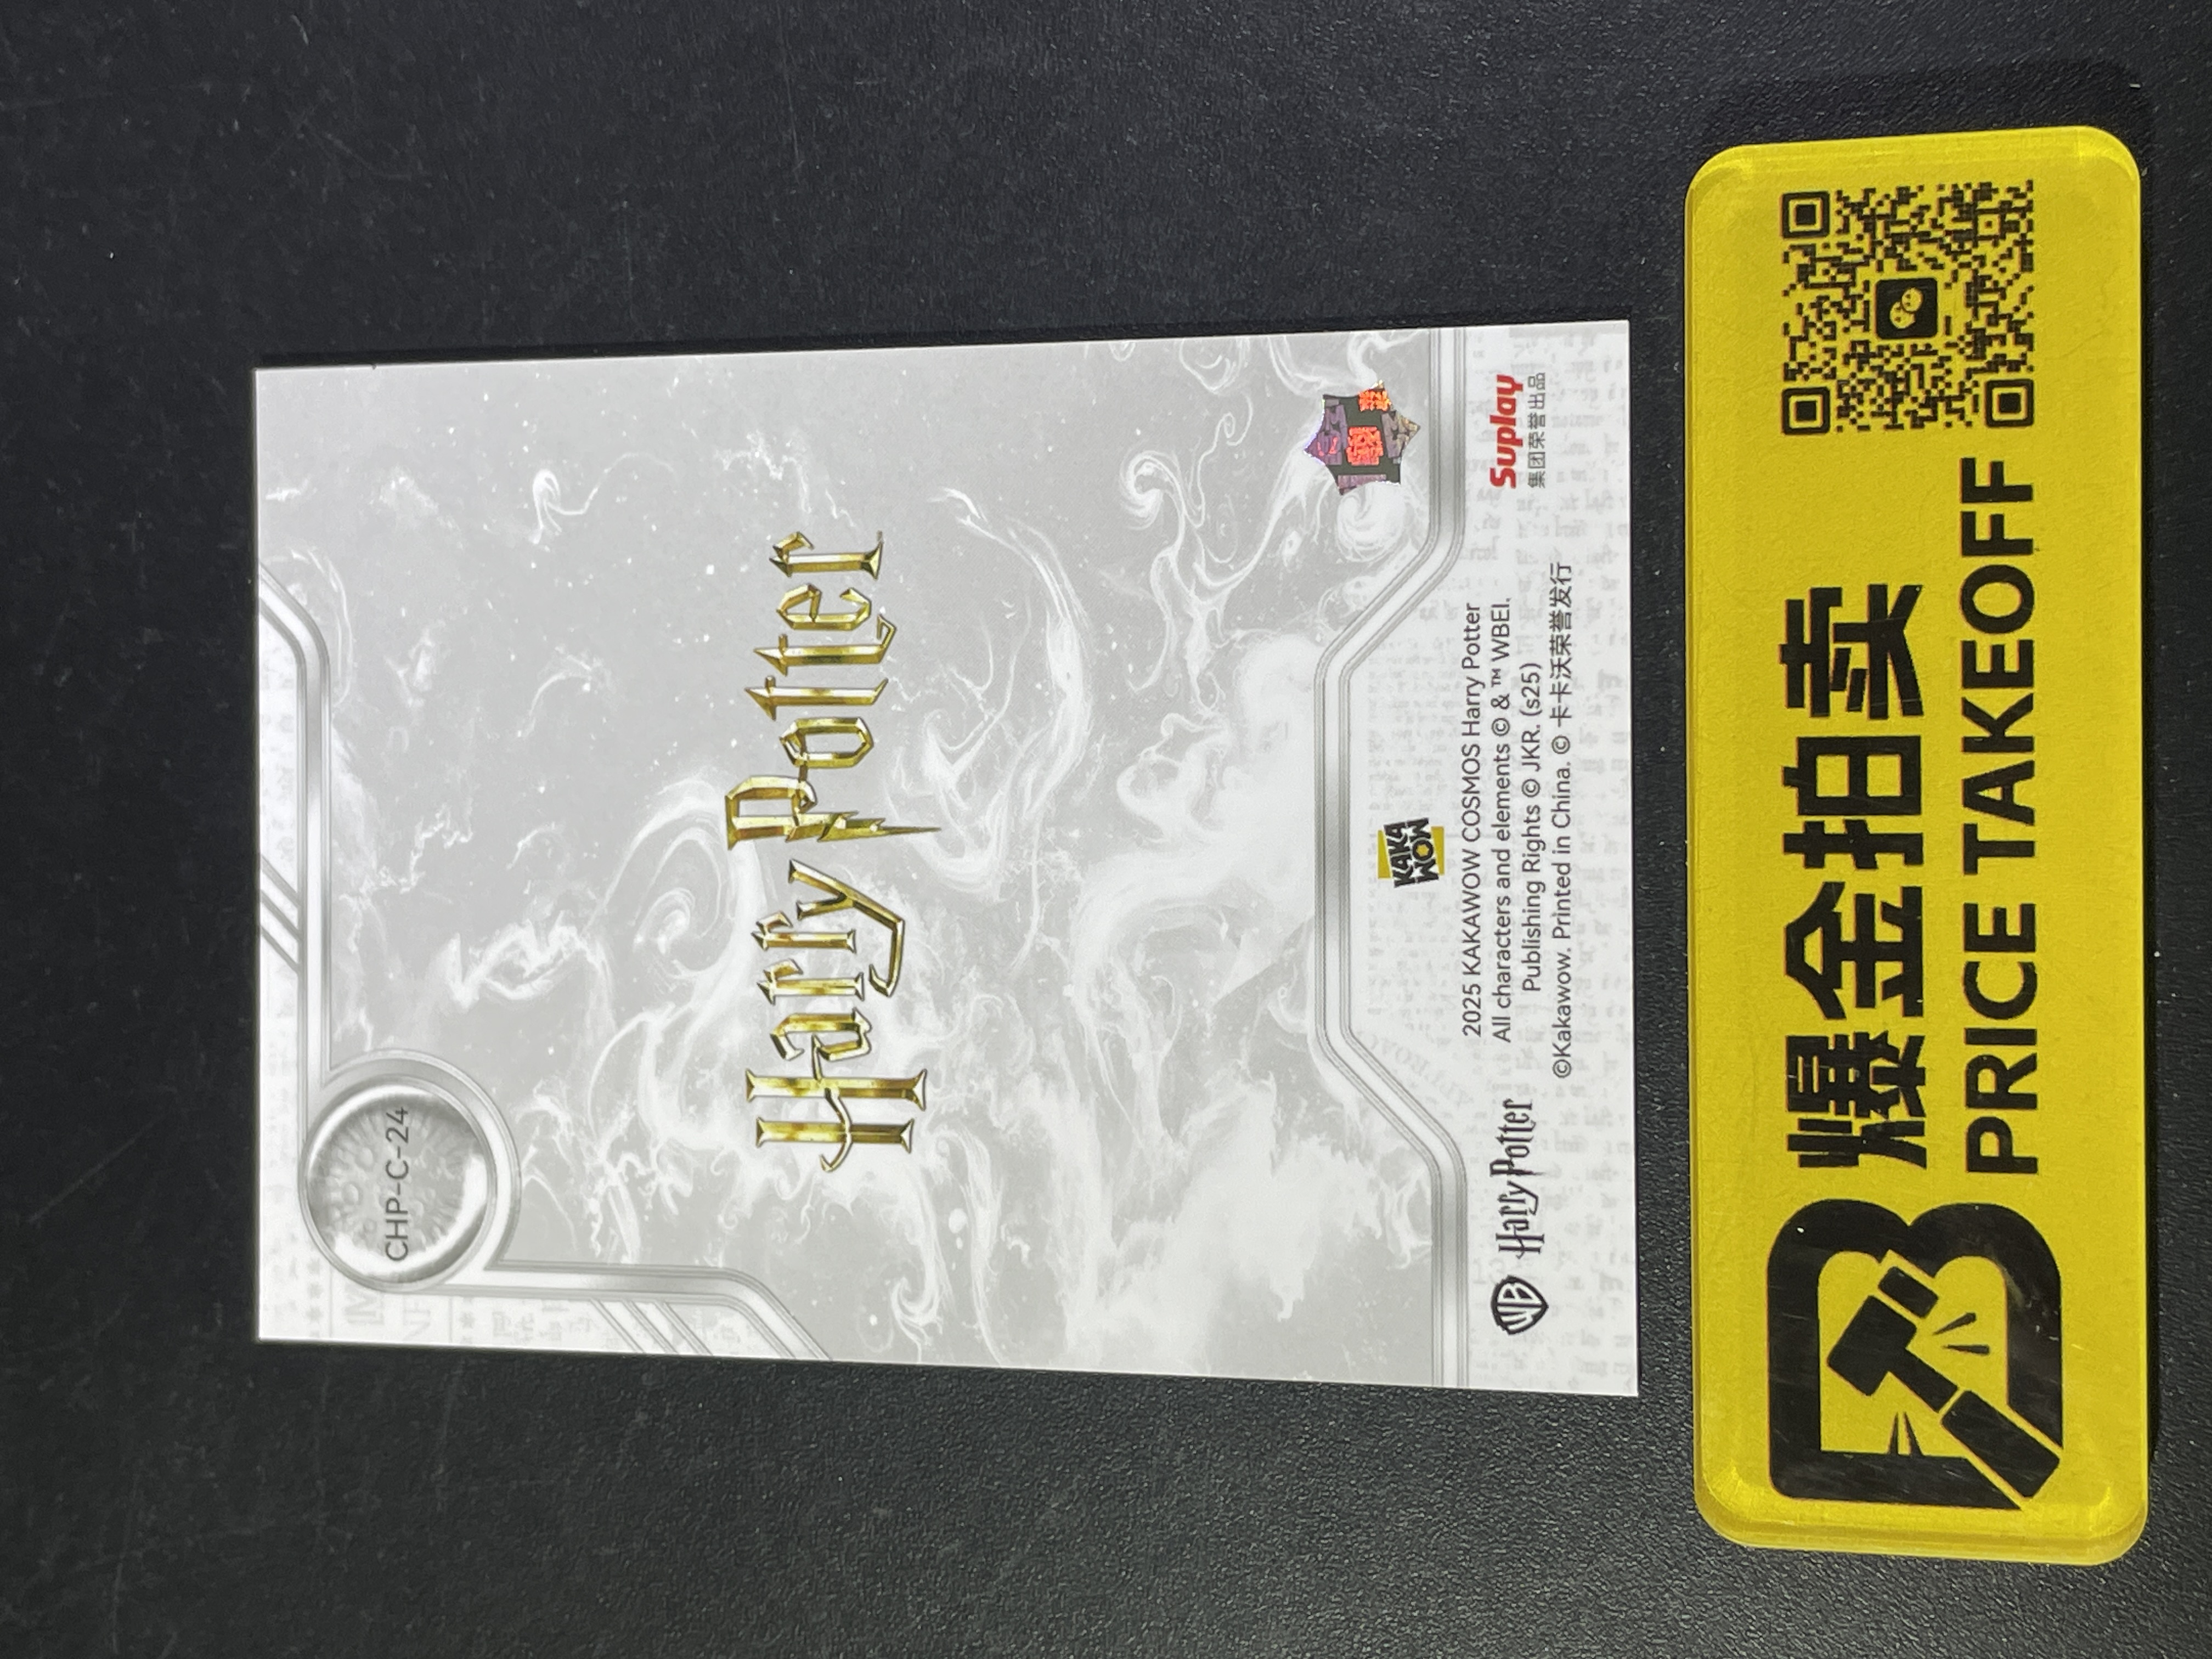 CHP-C-24
Harry Potter
KAKA
WOW
2025 KAKAWOW COSMOS Harry Potter
All characters and elements © & ™ WBEI.
Publishing Rights © JKR. (s25)
©Kakawow. Printed in China. © 卡卡沃荣誉发行
WB
Harry Potter
Suplay
集团荣誉出品
爆金拍卖
PRICE TAKEOFF